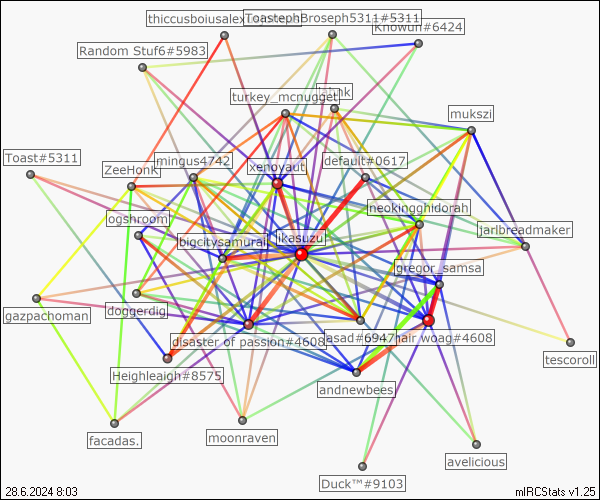 thiccusboiusalex
ToastephBroseph5311#5311
Knowun#6424
Random Stuf6#5983
turkey_mcnugget
mukszi
Toast#5311
ZeeHonk
mingus4742
xenoyaut
default#0617
neokingghidorah
ogshroom
bigcitysamurai
ikasuzu
jarlbreadmaker
gregor_samsa
gazpachoman
doggerdig
disaster of passion#4608
asad#6947
hair woag#4608
tescoroll
Heighleaigh#8575
andnewbees
facadas.
moonraven
avelicious
Duck™#9103
28.6.2024 8:03
mIRCStats v1.25